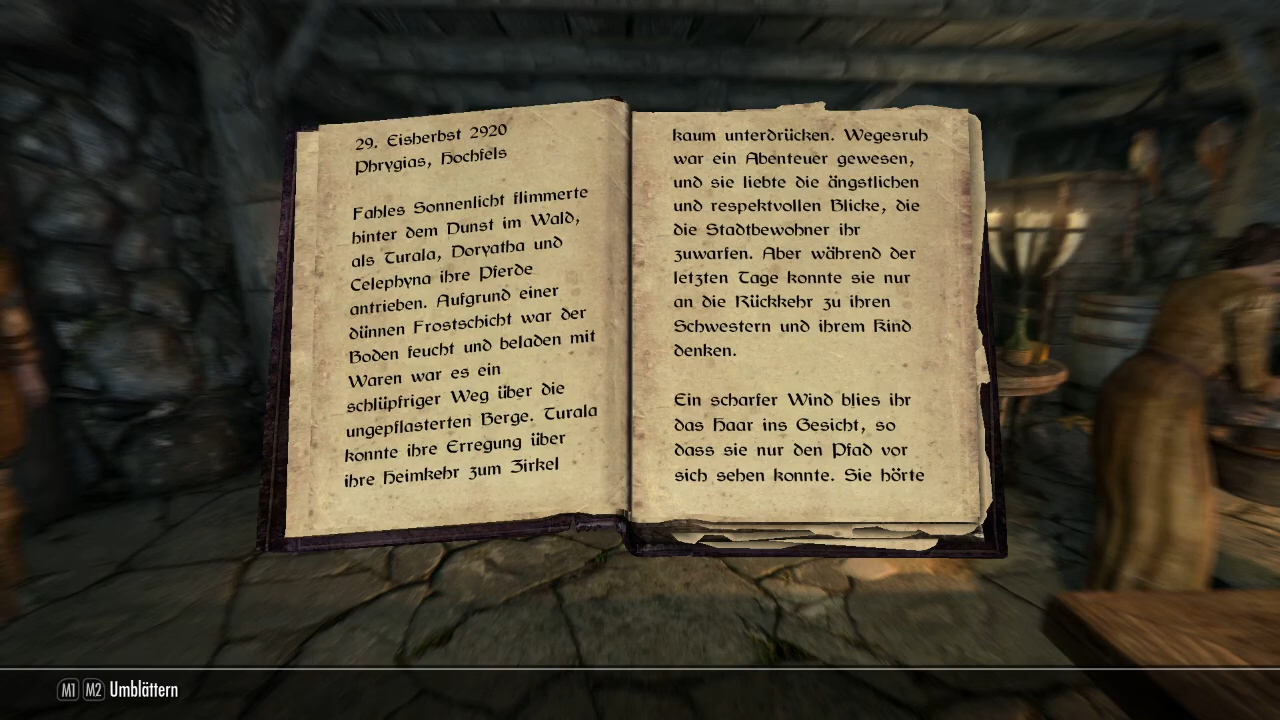 29. Eisherbst 2920
Phrygias, Hochfels
Fahles Sonnenlicht flimmerte
hinter dem Dunst im Wald,
als Turala, Doryatha und
Celephyna ihre Pferde
antrieben. Aufgrund einer
dünnen Frostschicht war der
Boden feucht und beladen mit
Waren war es ein
schlüpfriger Weg über die
ungepflasterten Berge. Turala
konnte ihre Erregung über
ihre Heimkehr zum Zirkel
kaum unterdrücken. Wegesruh
war ein Abenteuer gewesen,
und sie liebte die ängstlichen
und respektvollen Blicke, die
die Stadtbewohner ihr
zuwarfen. Aber während der
letzten Tage konnte sie nur
an die Rückkehr zu ihren
Schwestern und ihrem Kind
denken.
Ein scharfer Wind blies ihr
das Haar ins Gesicht, so
dass sie nur den Pfad vor
sich sehen konnte. Sie hörte
M1 M2 Umblättern